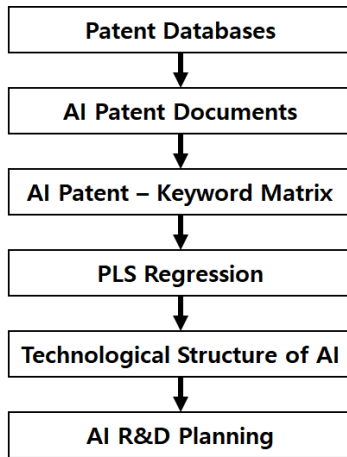 Patent Databases
AI Patent Documents
AI Patent – Keyword Matrix
PLS Regression
Technological Structure of AI
AI R&D Planning